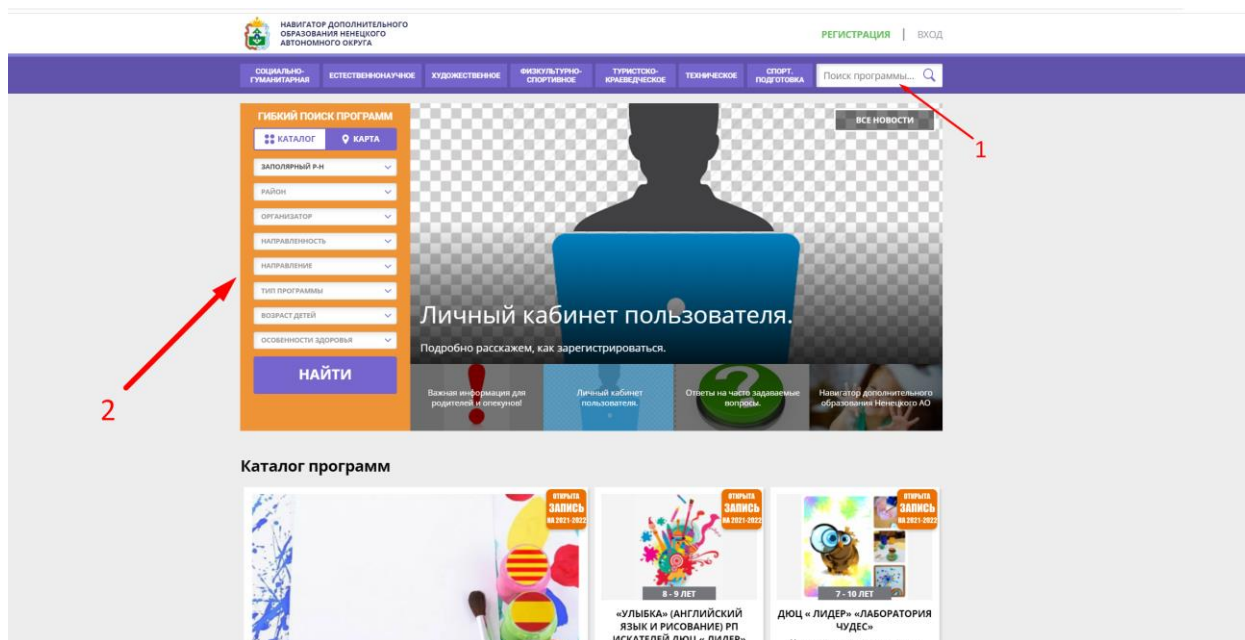 НАВИГАТОР ДОПОЛНИТЕЛЬНОГО
ОБРАЗОВАНИЯ НЕНЕЦКОГО
АВТОНОМНОГО ОКРУГА
РЕГИСТРАЦИЯ | ВХОД
СОЦИАЛЬНО-
ГУМАНИТАРНАЯ
ЕСТЕСТВЕННОНАУЧНОЕ
ХУДОЖЕСТВЕННОЕ
ФИЗКУЛЬТУРНО-
СПОРТИВНОЕ
ТУРИСТСКО-
КРАЕВЕДЧЕСКОЕ
ТЕХНИЧЕСКОЕ
СПОРТ.
ПОДГОТОВКА
Поиск программы...
1
ГИБКИЙ ПОИСК ПРОГРАММ
КАТАЛОГ
КАРТА
ЗАПОЛЯРНЫЙ Р-Н
РАЙОН
ОРГАНИЗАТОР
НАПРАВЛЕННОСТЬ
НАПРАВЛЕНИЕ
ТИП ПРОГРАММЫ
ВОЗРАСТ ДЕТЕЙ
ОСОБЕННОСТИ ЗДОРОВЬЯ
НАЙТИ
2
ВСЕ НОВОСТИ
Личный кабинет пользователя.
Подробно расскажем, как зарегистрироваться.
Важная информация для
родителей и опекунов!
Личный кабинет
пользователя.
Ответы на часто задаваемые
вопросы.
Навигатор дополнительного
образования Ненецкого АО
Каталог программ
ОТКРЫТА
ЗАПИСЬ
НА 2021-2022
ОТКРЫТА
ЗАПИСЬ
НА 2021-2022
8 - 9 ЛЕТ
«УЛЫБКА» (АНГЛИЙСКИЙ
ЯЗЫК И РИСОВАНИЕ) РП
ИСКАТЕЛЕЙ ДЮЦ « ЛИДЕР»
ОТКРЫТА
ЗАПИСЬ
НА 2021-2022
7 - 10 ЛЕТ
ДЮЦ « ЛИДЕР» «ЛАБОРАТОРИЯ
ЧУДЕС»